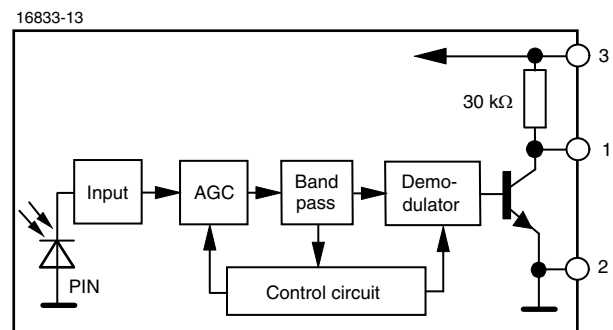 16833-13
3
30 kΩ
1
Input
AGC
Band
pass
Demo-
dulator
PIN
Control circuit
2